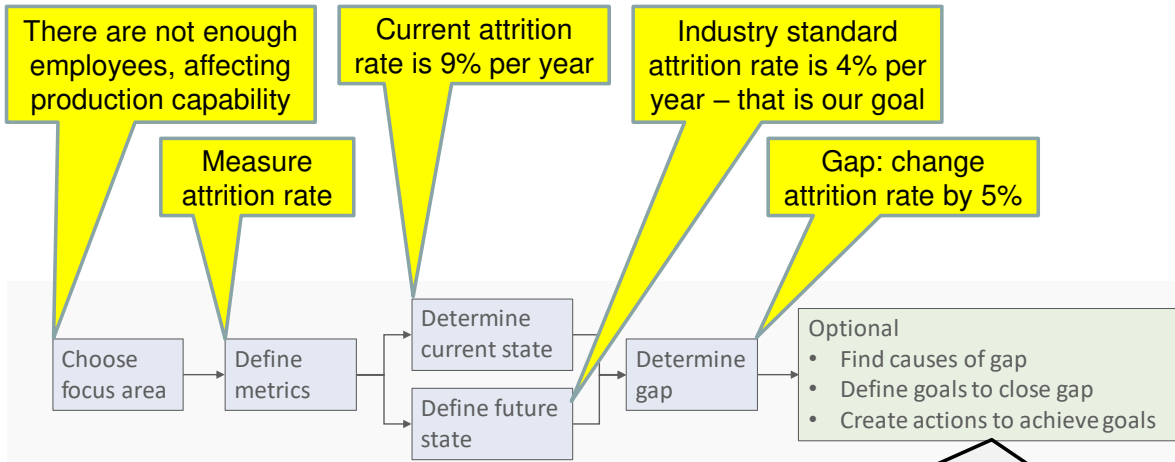 There are not enough
employees, affecting
production capability
Current attrition
rate is 9% per year
Industry standard
attrition rate is 4% per
year – that is our goal
Measure
attrition rate
Gap: change
attrition rate by 5%
Choose
focus area
Define
metrics
Determine
current state
Define future
state
Determine
gap
Optional
• Find causes of gap
• Define goals to close gap
• Create actions to achieve goals